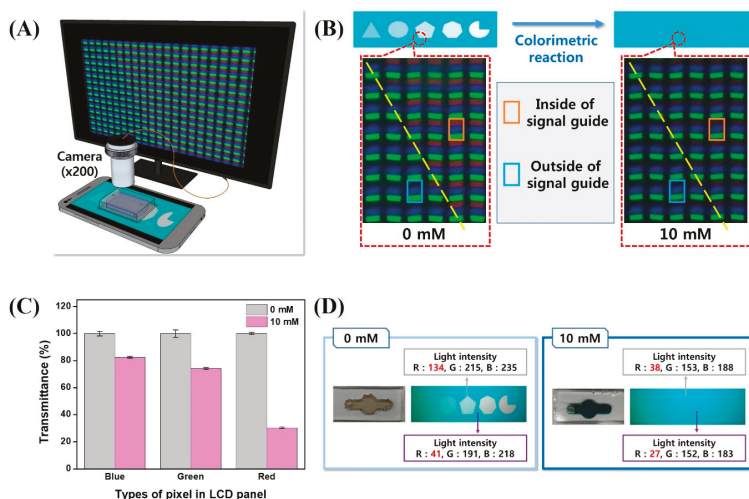 (A)
Camera
(x200)
(B)
Colorimetric
reaction
Inside of
signal guide
Outside of
signal guide
0 mM
10 mM
(C)
120
100
80
60
40
20
0
Transmittance (%)
0 mM
10 mM
Blue
Green
Red
Types of pixel in LCD panel
(D)
0 mM
Light intensity
R : 134, G : 215, B : 235
Light intensity
R : 41, G : 191, B : 218
10 mM
Light intensity
R : 38, G : 153, B : 188
Light intensity
R : 27, G : 152, B : 183